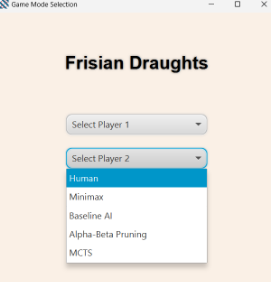 Game Mode Selection
Frisian Draughts
Select Player 1
Select Player 2
Human
Minimax
Baseline AI
Alpha-Beta Pruning
MCTS